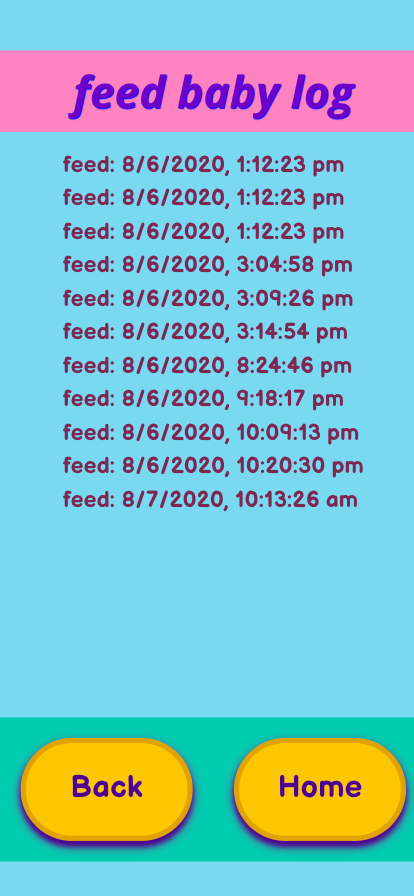 feed baby log
feed: 8/6/2020, 1:12:23 pm
feed: 8/6/2020, 1:12:23 pm
feed: 8/6/2020, 1:12:23 pm
feed: 8/6/2020, 3:04:58 pm
feed: 8/6/2020, 3:09:26 pm
feed: 8/6/2020, 3:14:54 pm
feed: 8/6/2020, 8:24:46 pm
feed: 8/6/2020, 9:18:17 pm
feed: 8/6/2020, 10:09:13 pm
feed: 8/6/2020, 10:20:30 pm
feed: 8/7/2020, 10:13:26 am
Back Home